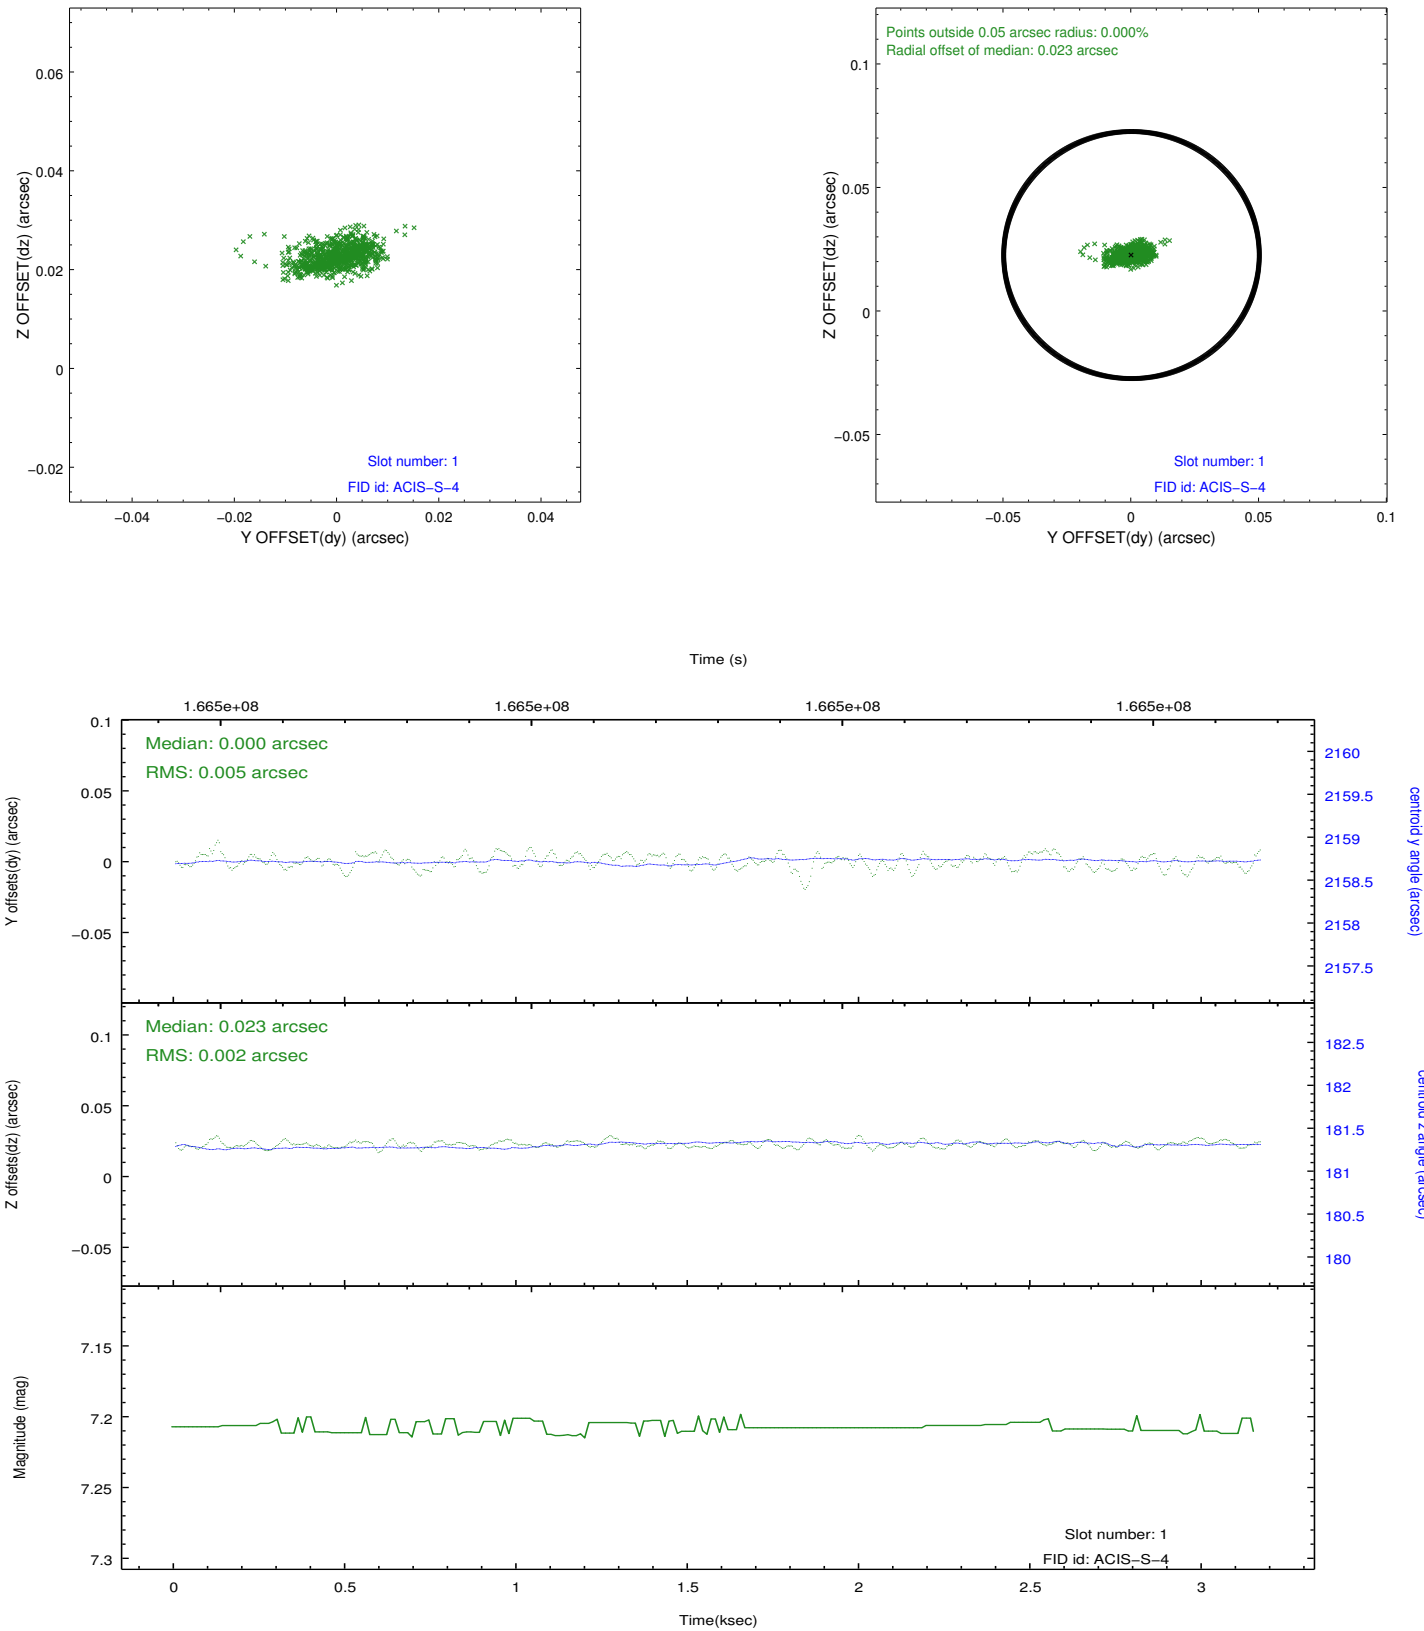 0.06
0.04
0.02
0
−0.02
−0.04
−0.02
0
0.02
0.04
Z OFFSET(dz) (arcsec)
Y OFFSET(dy) (arcsec)
Slot number: 1
FID id: ACIS−S−4
Points outside 0.05 arcsec radius: 0.000%
Radial offset of median: 0.023 arcsec
0.1
0.05
0
−0.05
−0.05
0
0.05
0.1
Z OFFSET(dz) (arcsec)
Y OFFSET(dy) (arcsec)
Slot number: 1
FID id: ACIS−S−4
Time (s)
1.665e+08
1.665e+08
1.665e+08
1.665e+08
Median: 0.000 arcsec
RMS: 0.005 arcsec
0.1
0.05
0
−0.05
Y offsets(dy) (arcsec)
2160
2159.5
2159
2158.5
2158
2157.5
centroid y angle (arcsec)
Median: 0.023 arcsec
RMS: 0.002 arcsec
0.1
0.05
0
−0.05
Z offsets(dz) (arcsec)
182.5
182
181.5
181
180.5
180
centroid z angle (arcsec)
7.15
7.2
7.25
7.3
Magnitude (mag)
Slot number: 1
FID id: ACIS−S−4
0
0.5
1
1.5
2
2.5
3
Time(ksec)